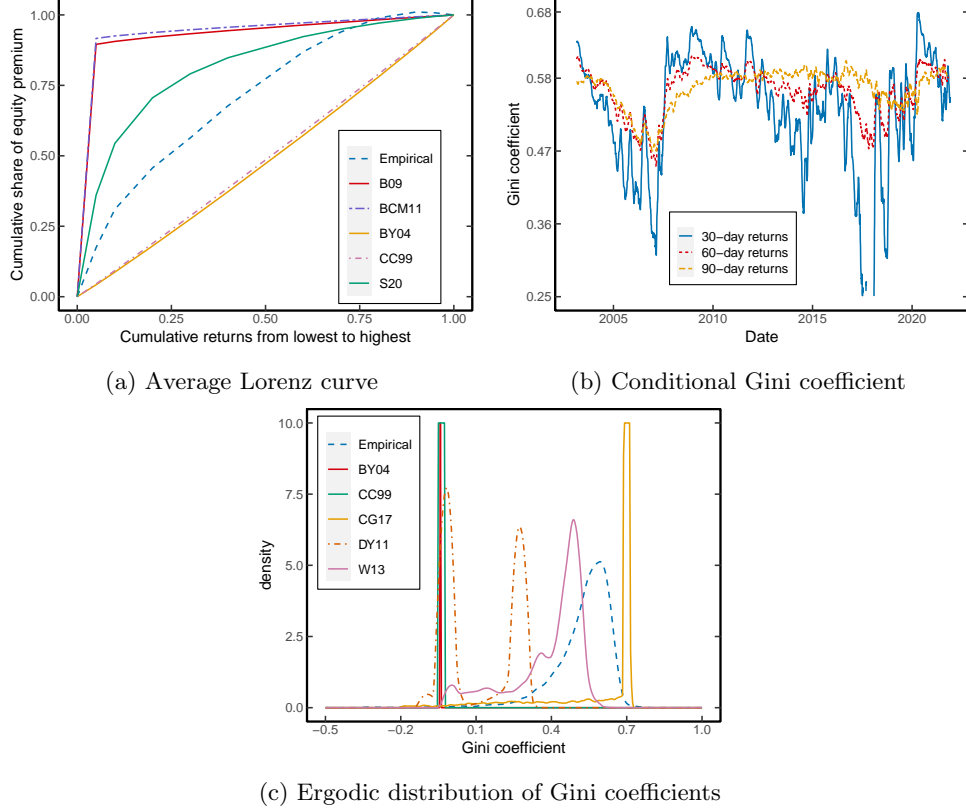 1.00
0.75
0.50
0.25
0.00
Cumulative share of equity premium
Empirical
B09
BCM11
BY04
CC99
S20
0.00 0.25 0.50 0.75 1.00
Cumulative returns from lowest to highest
(a) Average Lorenz curve
0.68
0.58
0.47
0.36
0.25
Gini coefficient
30−day returns
60−day returns
90−day returns
2005 2010 2015 2020
Date
(b) Conditional Gini coefficient
10.0
7.5
5.0
2.5
0.0
density
Empirical
BY04
CC99
CG17
DY11
W13
−0.5 −0.2 0.1 0.4 0.7 1.0
Gini coefficient
(c) Ergodic distribution of Gini coefficients